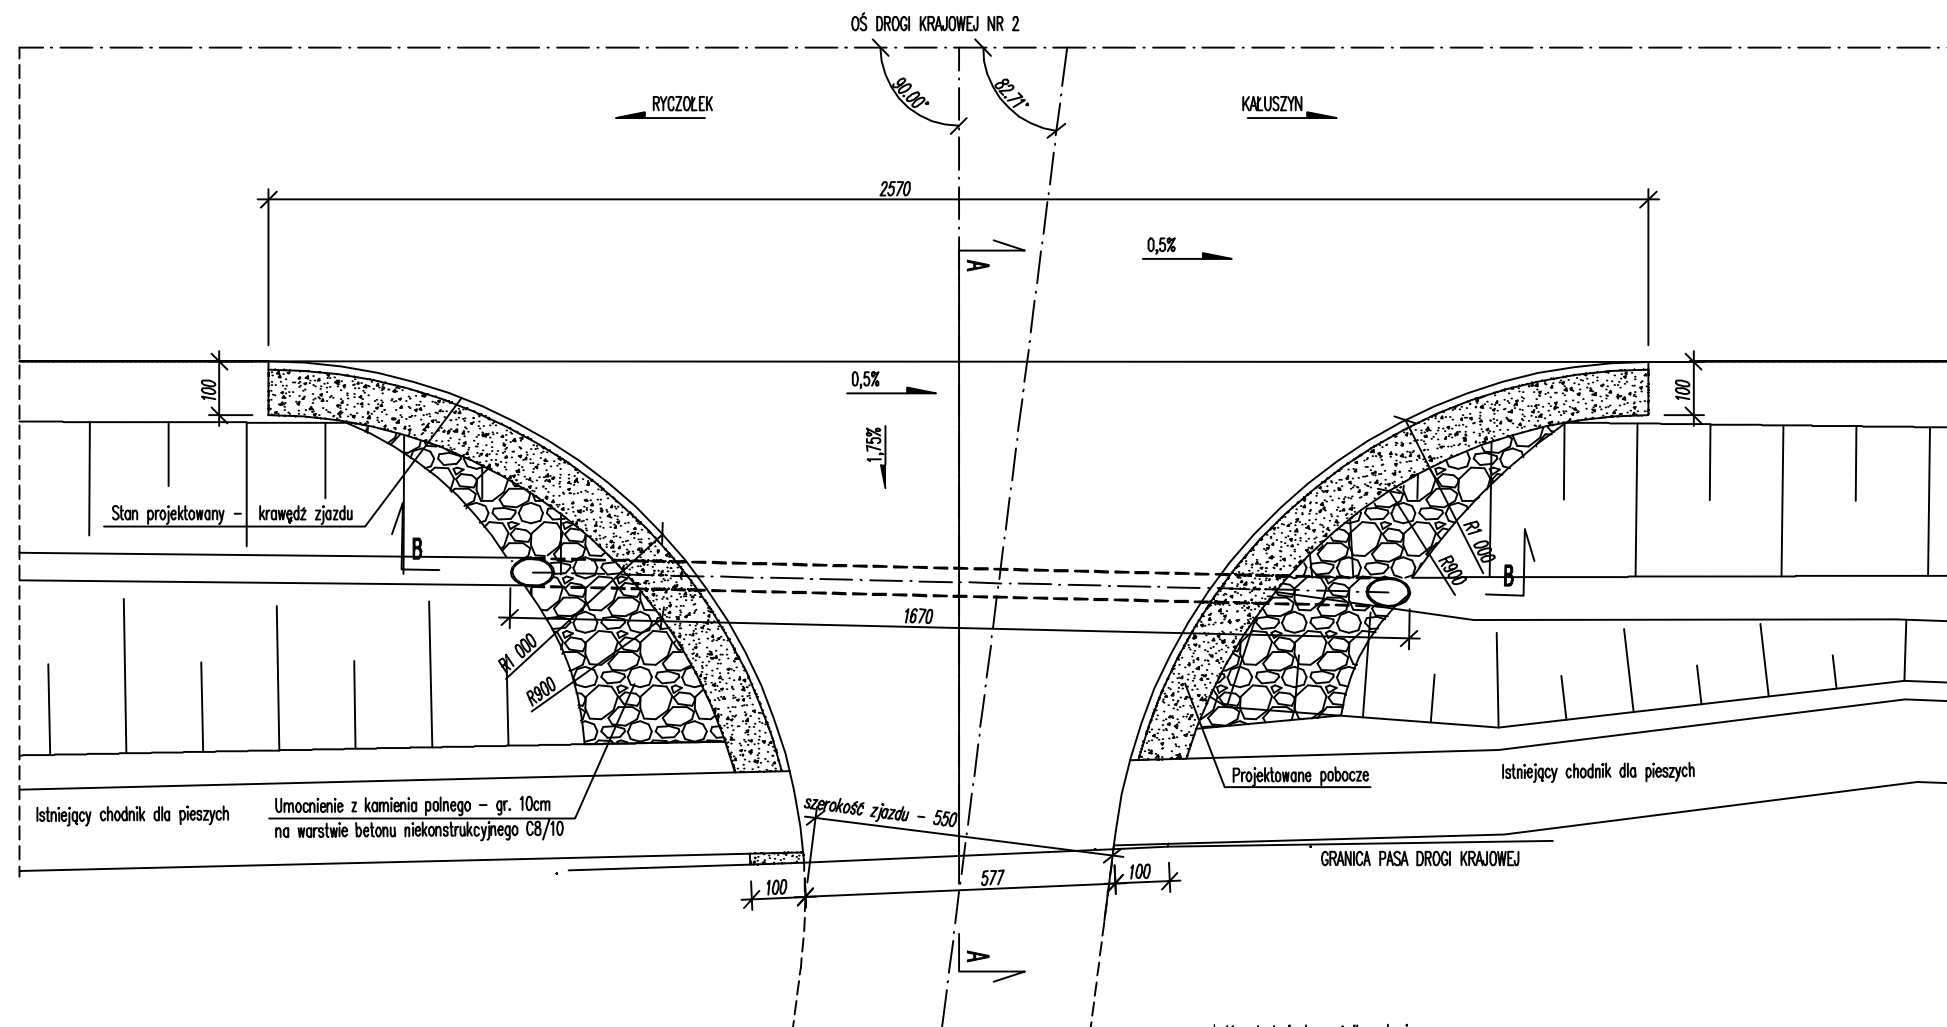 OŚ DROGI KRAJOWEJ NR 2
90.00°
82.71°
RYCZOŁEK
KAŁUSZYN
2570
A
0,5%
100
0,5%
100
1,75%
Stan projektowany - krawędź zjazdu
B
R1 000
R900
B
1670
R1 000
R900
Projektowane pobocze
Istniejący chodnik dla pieszych
Istniejący chodnik dla pieszych
Umocnienie z kamienia polnego - gr. 10cm
na warstwie betonu niekonstrukcyjnego C8/10
szerokość zjazdu - 550
GRANICA PASA DROGI KRAJOWEJ
100
577
100
A